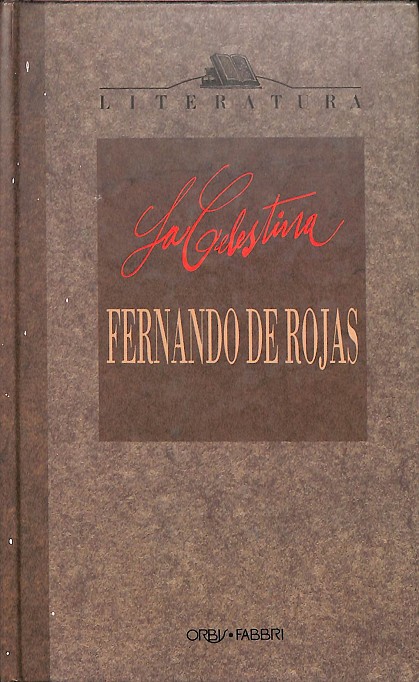 LITERATURA
La Celestina
FERNANDO DE ROJAS
ORBIS•FABBRI